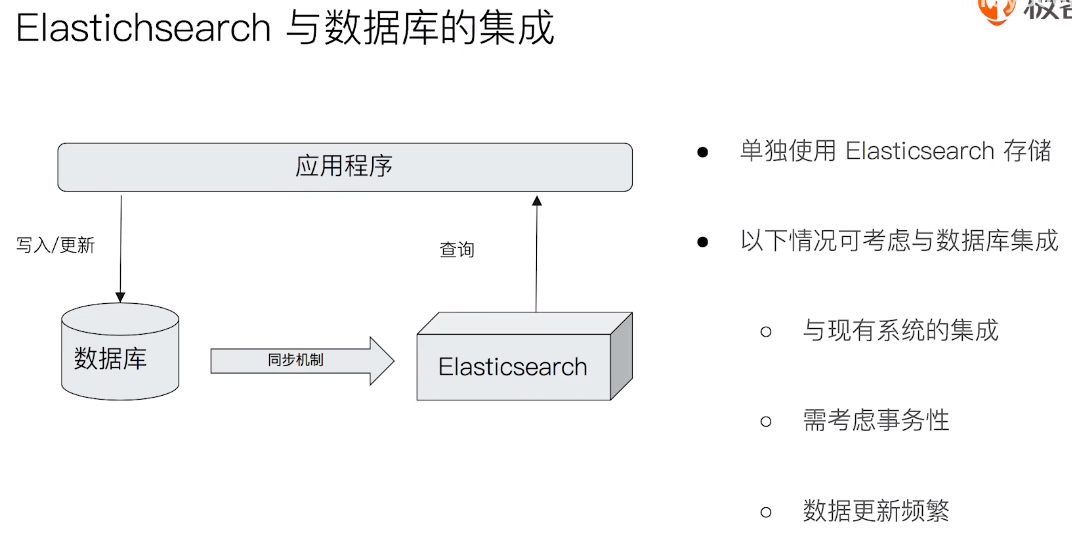 Elastichsearch 与数据库的集成
应用程序
写入/更新
查询
数据库
同步机制
Elasticsearch
单独使用 Elasticsearch 存储
以下情况可考虑与数据库集成
与现有系统的集成
需考虑事务性
数据更新频繁